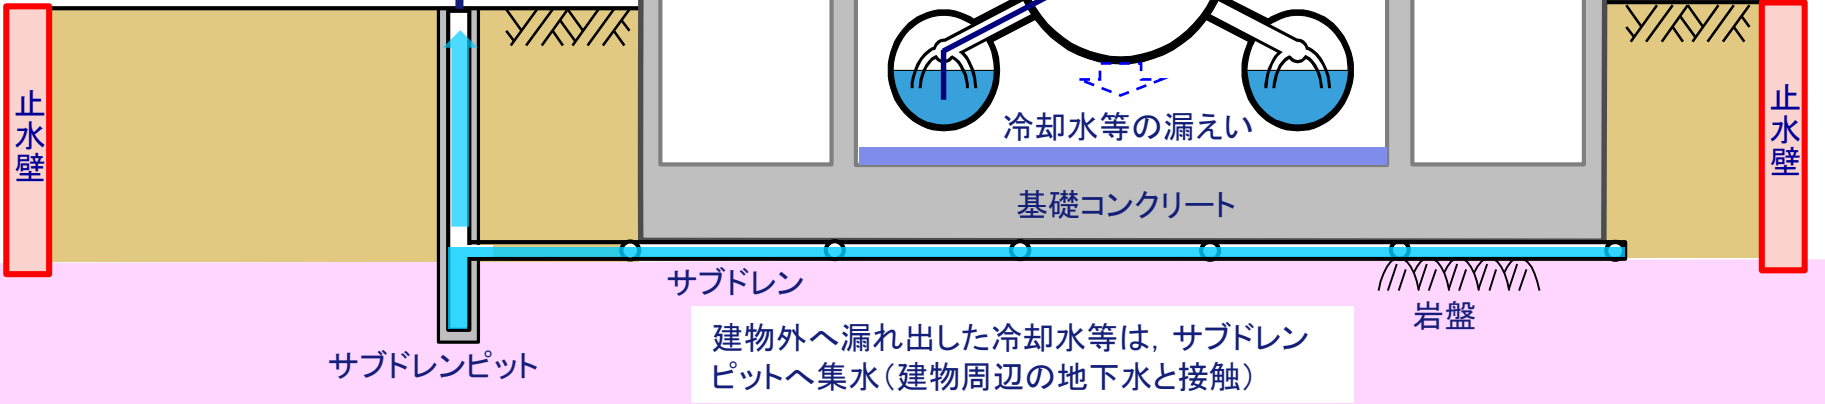 止水壁
止水壁
冷却水等の漏えい
基礎コンクリート
サブドレン
岩盤
サブドレンピット
建物外へ漏れ出した冷却水等は，サブドレン
ピットへ集水（建物周辺の地下水と接触）